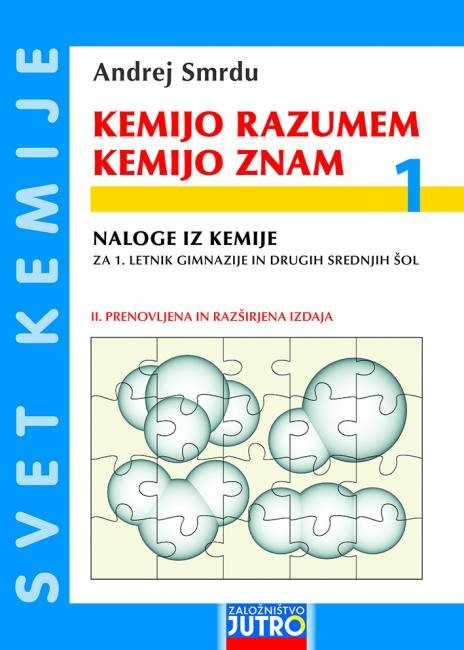 SVET KEMIJE
Andrej Smrdu
KEMIJO RAZUMEM
KEMIJO ZNAM
1
NALOGE IZ KEMIJE
ZA 1. LETNIK GIMNAZIJE IN DRUGIH SREDNJIH ŠOL
II. PRENOVLJENA IN RAZŠIRJENA IZDAJA
ZALOŽNIŠTVO
JUTRO